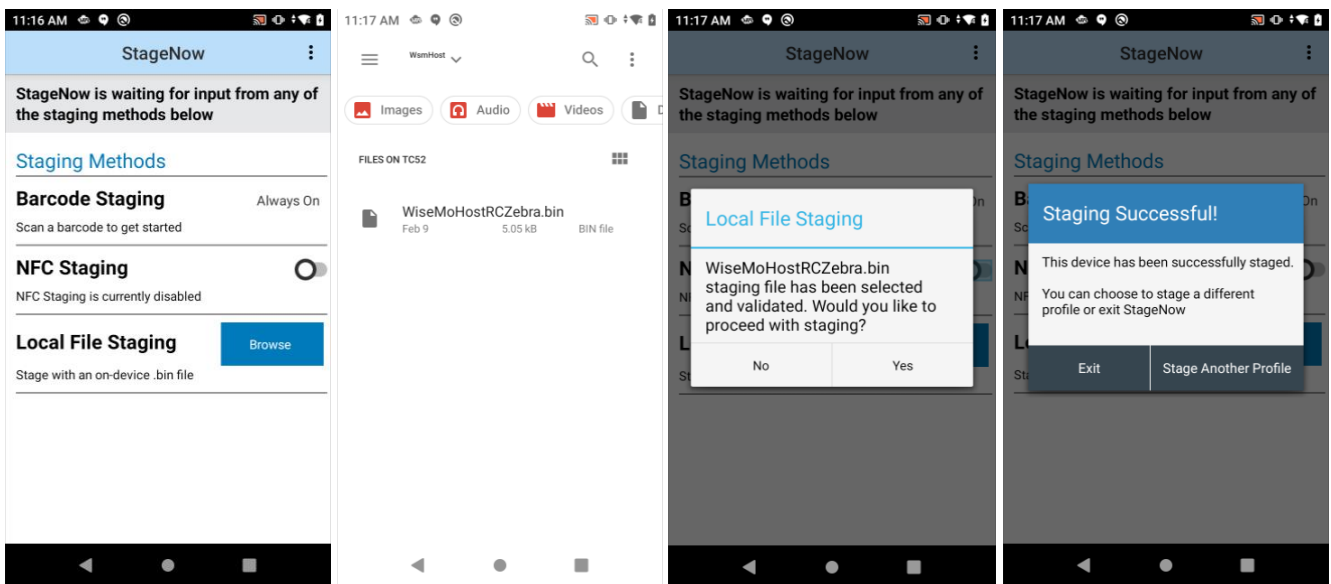 11:16 AM
StageNow
StageNow is waiting for input from any of
the staging methods below
Staging Methods
Barcode Staging
Always On
Scan a barcode to get started
NFC Staging
NFC Staging is currently disabled
Local File Staging
Browse
Stage with an on-device .bin file
11:17 AM
WsmHost
Images
Audio
Videos
D
FILES ON TC52
WiseMoHostRCZebra.bin
Feb 9
5.05 kB
BIN file
11:17 AM
StageNow
StageNow is waiting for input from any of
the staging methods below
Staging Methods
Local File Staging
WiseMoHostRCZebra.bin
staging file has been selected
and validated. Would you like to
proceed with staging?
No
Yes
11:17 AM
StageNow
StageNow is waiting for input from any of
the staging methods below
Staging Methods
Staging Successful!
This device has been successfully staged.
You can choose to stage a different
profile or exit StageNow
Exit
Stage Another Profile